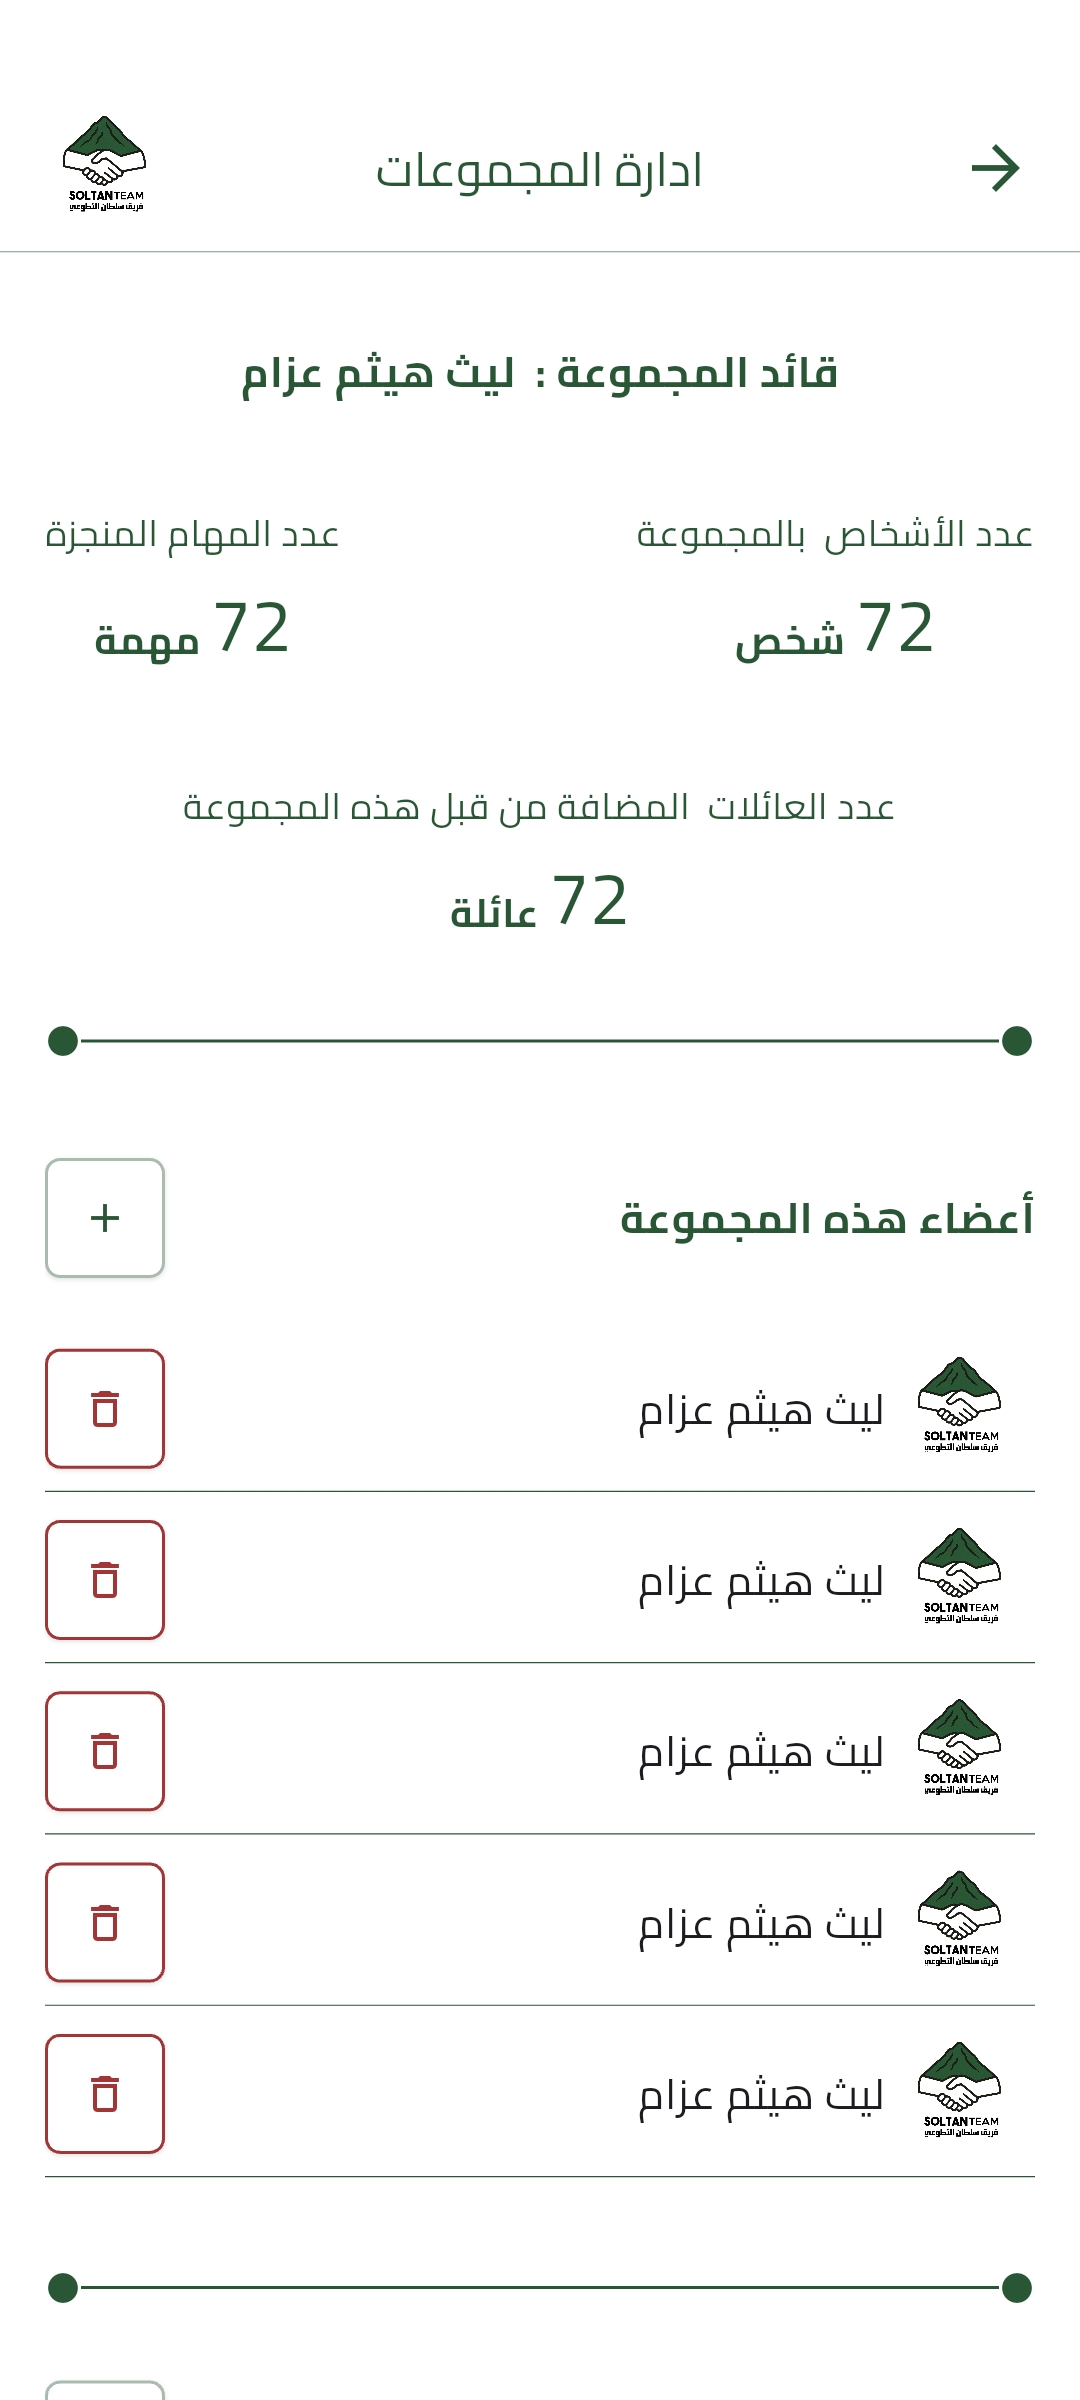 ادارة المجموعات
SOLTANTEAM
فريق سلطان التطوعي
قائد المجموعة : ليث هيثم عزام
عدد الأشخاص بالمجموعة
72 شخص
عدد المهام المنجزة
72 مهمة
عدد العائلات المضافة من قبل هذه المجموعة
72 عائلة
أعضاء هذه المجموعة
+
SOLTANTEAM
فريق سلطان التطوعي
ليث هيثم عزام
SOLTANTEAM
فريق سلطان التطوعي
ليث هيثم عزام
SOLTANTEAM
فريق سلطان التطوعي
ليث هيثم عزام
SOLTANTEAM
فريق سلطان التطوعي
ليث هيثم عزام
SOLTANTEAM
فريق سلطان التطوعي
ليث هيثم عزام